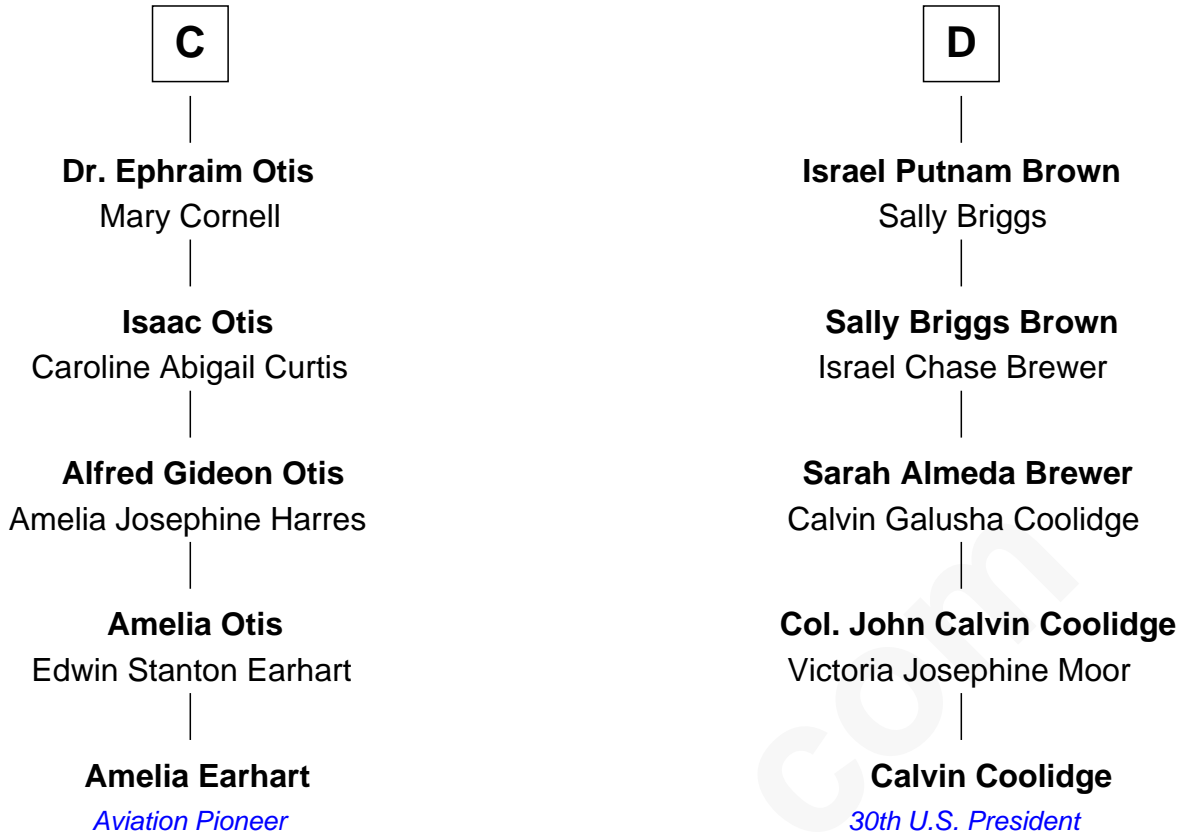 C
Dr. Ephraim Otis
Mary Cornell
Isaac Otis
Caroline Abigail Curtis
Alfred Gideon Otis
Amelia Josephine Harres
Amelia Otis
Edwin Stanton Earhart
Amelia Earhart
Aviation Pioneer
D
Israel Putnam Brown
Sally Briggs
Sally Briggs Brown
Israel Chase Brewer
Sarah Almeda Brewer
Calvin Galusha Coolidge
Col. John Calvin Coolidge
Victoria Josephine Moor
Calvin Coolidge
30th U.S. President
com